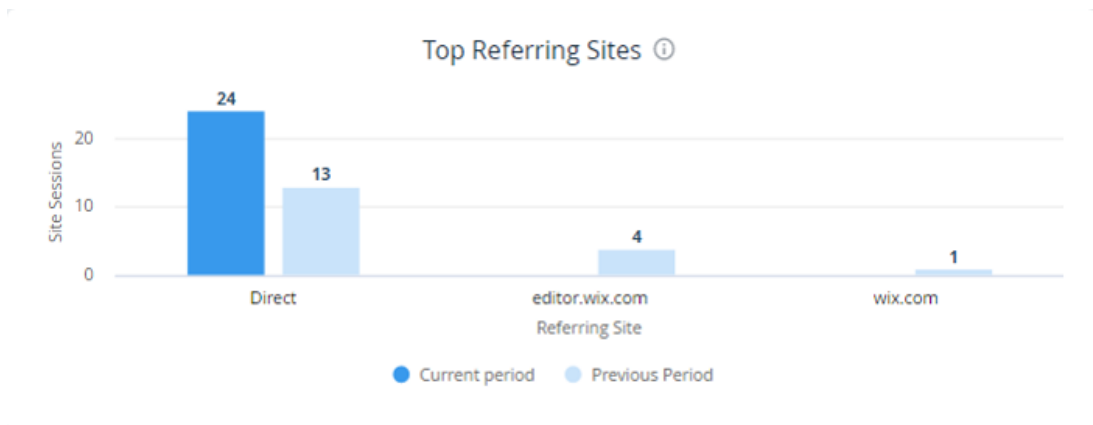 Top Referring Sites
24
20
13
10
4
1
0
Site Sessions
Direct editor.wix.com wix.com
Referring Site
Current period Previous Period